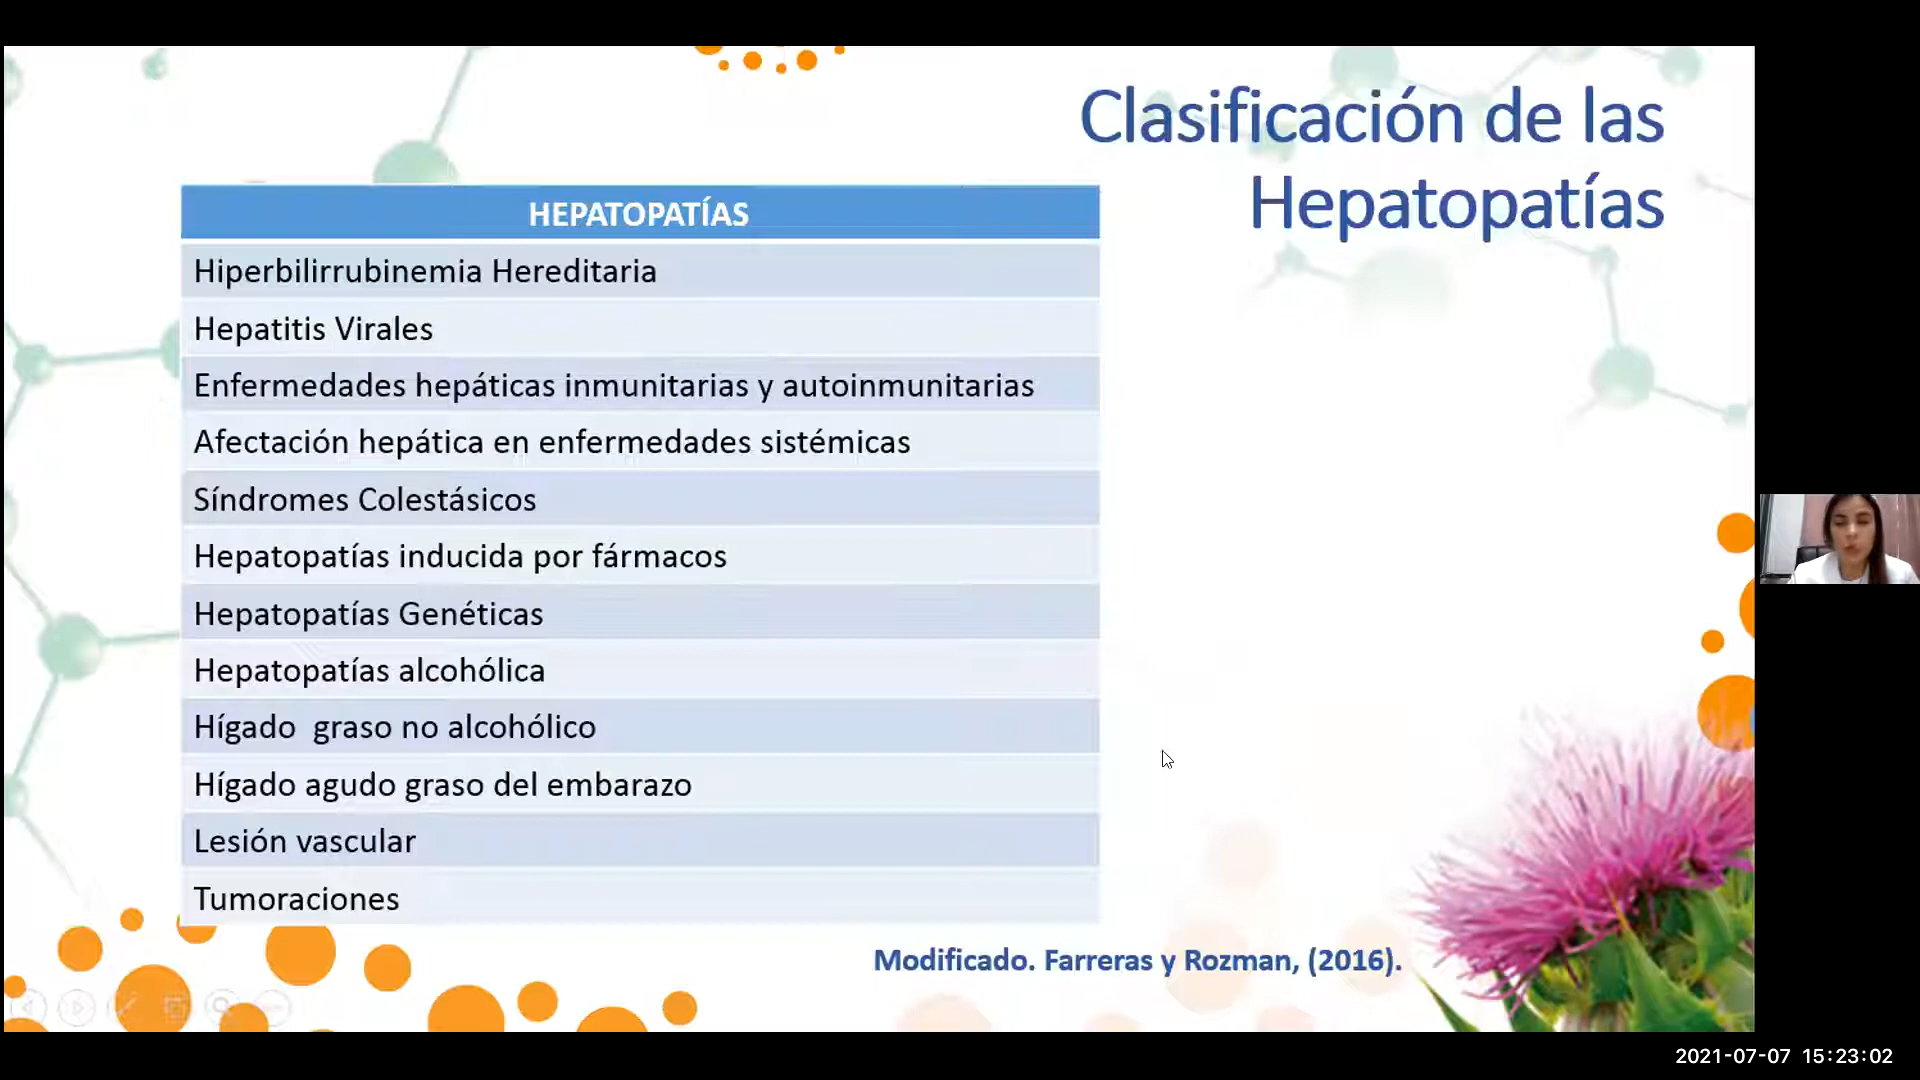 Clasificación de las
Hepatopatías
HEPATOPATÍAS
Hiperbilirrubinemia Hereditaria
Hepatitis Virales
Enfermedades hepáticas inmunitarias y autoinmunitarias
Afectación hepática en enfermedades sistémicas
Síndromes Colestásicos
Hepatopatías inducida por fármacos
Hepatopatías Genéticas
Hepatopatías alcohólica
Hígado  graso no alcohólico
Hígado agudo graso del embarazo
Lesión vascular
Tumoraciones
Modificado. Farreras y Rozman, (2016).
2021-07-07 15:23:02